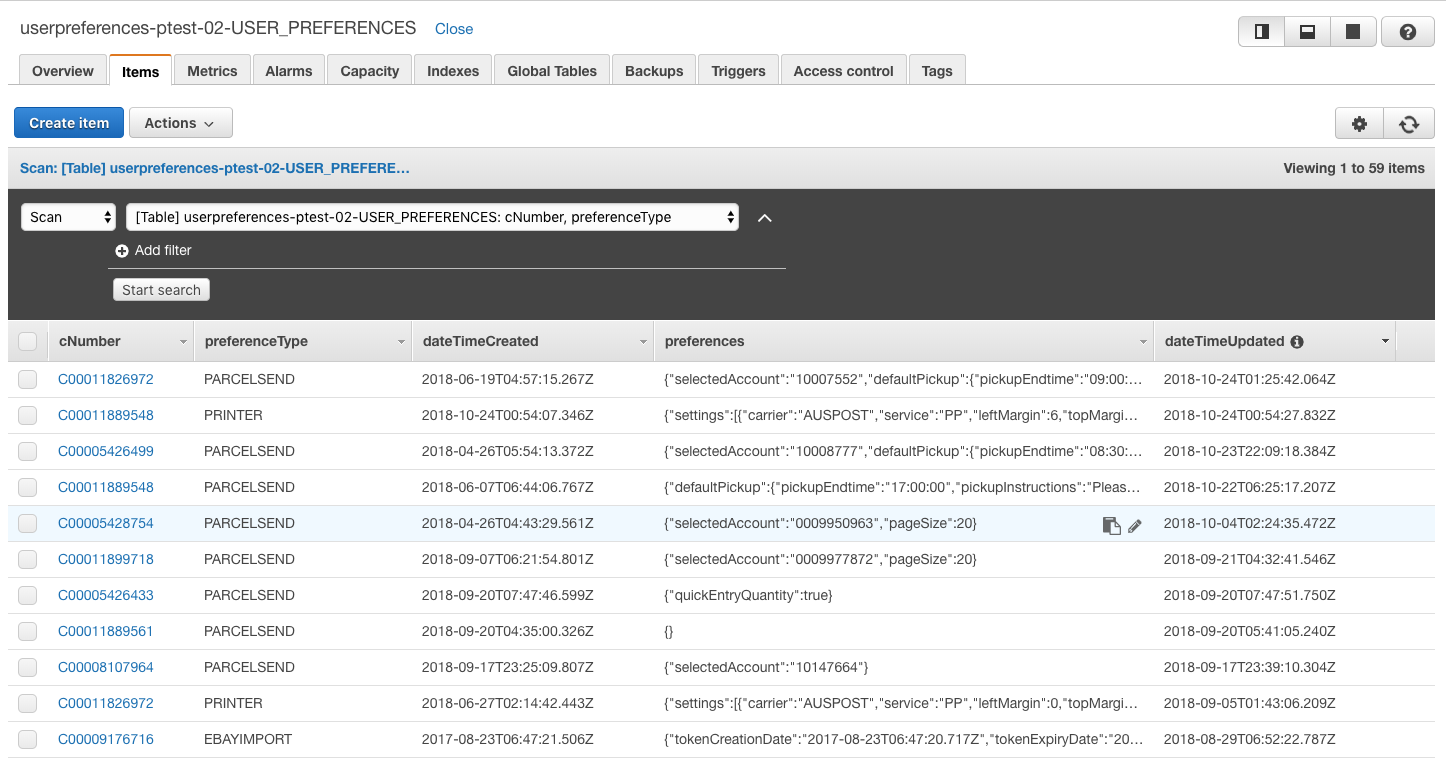 userpreferences-ptest-02-USER_PREFERENCES Close
Overview Items Metrics Alarms Capacity Indexes Global Tables Backups Triggers Access control Tags
Create item Actions
Scan: [Table] userpreferences-ptest-02-USER_PREFERE... Viewing 1 to 59 items
Scan [Table] userpreferences-ptest-02-USER_PREFERENCES: cNumber, preferenceType
Add filter
Start search
cNumber preferenceType dateTimeCreated preferences dateTimeUpdated
C00011826972 PARCELSEND 2018-06-19T04:57:15.267Z {"selectedAccount":"10007552","defaultPickup":{"pickupEndtime":"09:00:... 2018-10-24T01:25:42.064Z
C00011889548 PRINTER 2018-10-24T00:54:07.346Z {"settings":[{"carrier":"AUSPOST","service":"PP","leftMargin":6,"topMargi... 2018-10-24T00:54:27.832Z
C00005426499 PARCELSEND 2018-04-26T05:54:13.372Z {"selectedAccount":"10008777","defaultPickup":{"pickupEndtime":"08:30:... 2018-10-23T22:09:18.384Z
C00011889548 PARCELSEND 2018-06-07T06:44:06.767Z {"defaultPickup":{"pickupEndtime":"17:00:00","pickupInstructions":"Pleas... 2018-10-22T06:25:17.207Z
C00005428754 PARCELSEND 2018-04-26T04:43:29.561Z {"selectedAccount":"0009950963","pageSize":20} 2018-10-04T02:24:35.472Z
C00011899718 PARCELSEND 2018-09-07T06:21:54.801Z {"selectedAccount":"0009977872","pageSize":20} 2018-09-21T04:32:41.546Z
C00005426433 PARCELSEND 2018-09-20T07:47:46.599Z {"quickEntryQuantity":true} 2018-09-20T07:47:51.750Z
C00011889561 PARCELSEND 2018-09-20T04:35:00.326Z {} 2018-09-20T05:41:05.240Z
C00008107964 PARCELSEND 2018-09-17T23:25:09.807Z {"selectedAccount":"10147664"} 2018-09-17T23:39:10.304Z
C00011826972 PRINTER 2018-06-27T02:14:42.443Z {"settings":[{"carrier":"AUSPOST","service":"PP","leftMargin":0,"topMargi... 2018-09-05T01:43:06.209Z
C00009176716 EBAYIMPORT 2017-08-23T06:47:21.506Z {"tokenCreationDate":"2017-08-23T06:47:20.717Z","tokenExpiryDate":"20... 2018-08-29T06:52:22.787Z